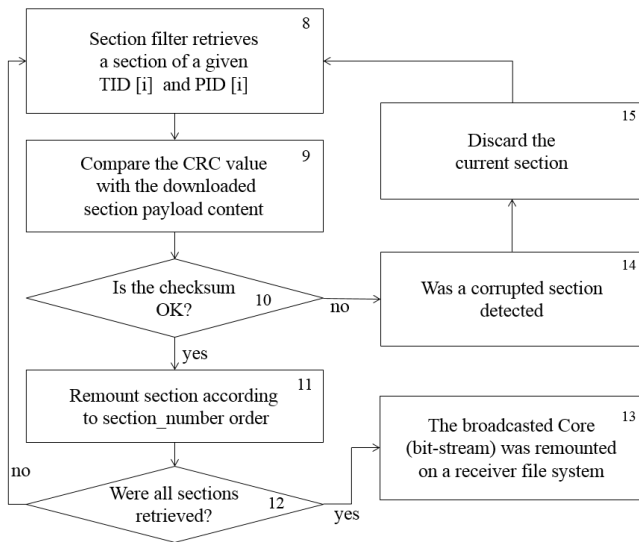 8
Section filter retrieves
a section of a given
TID [i] and PID [i]
9
Compare the CRC value
with the downloaded
section payload content
Is the checksum
OK?
10
no
yes
11
Remount section according
to section_number order
Were all sections
retrieved?
12
no
yes
13
The broadcasted Core
(bit-stream) was remounted
on a receiver file system
14
Was a corrupted section
detected
15
Discard the
current section